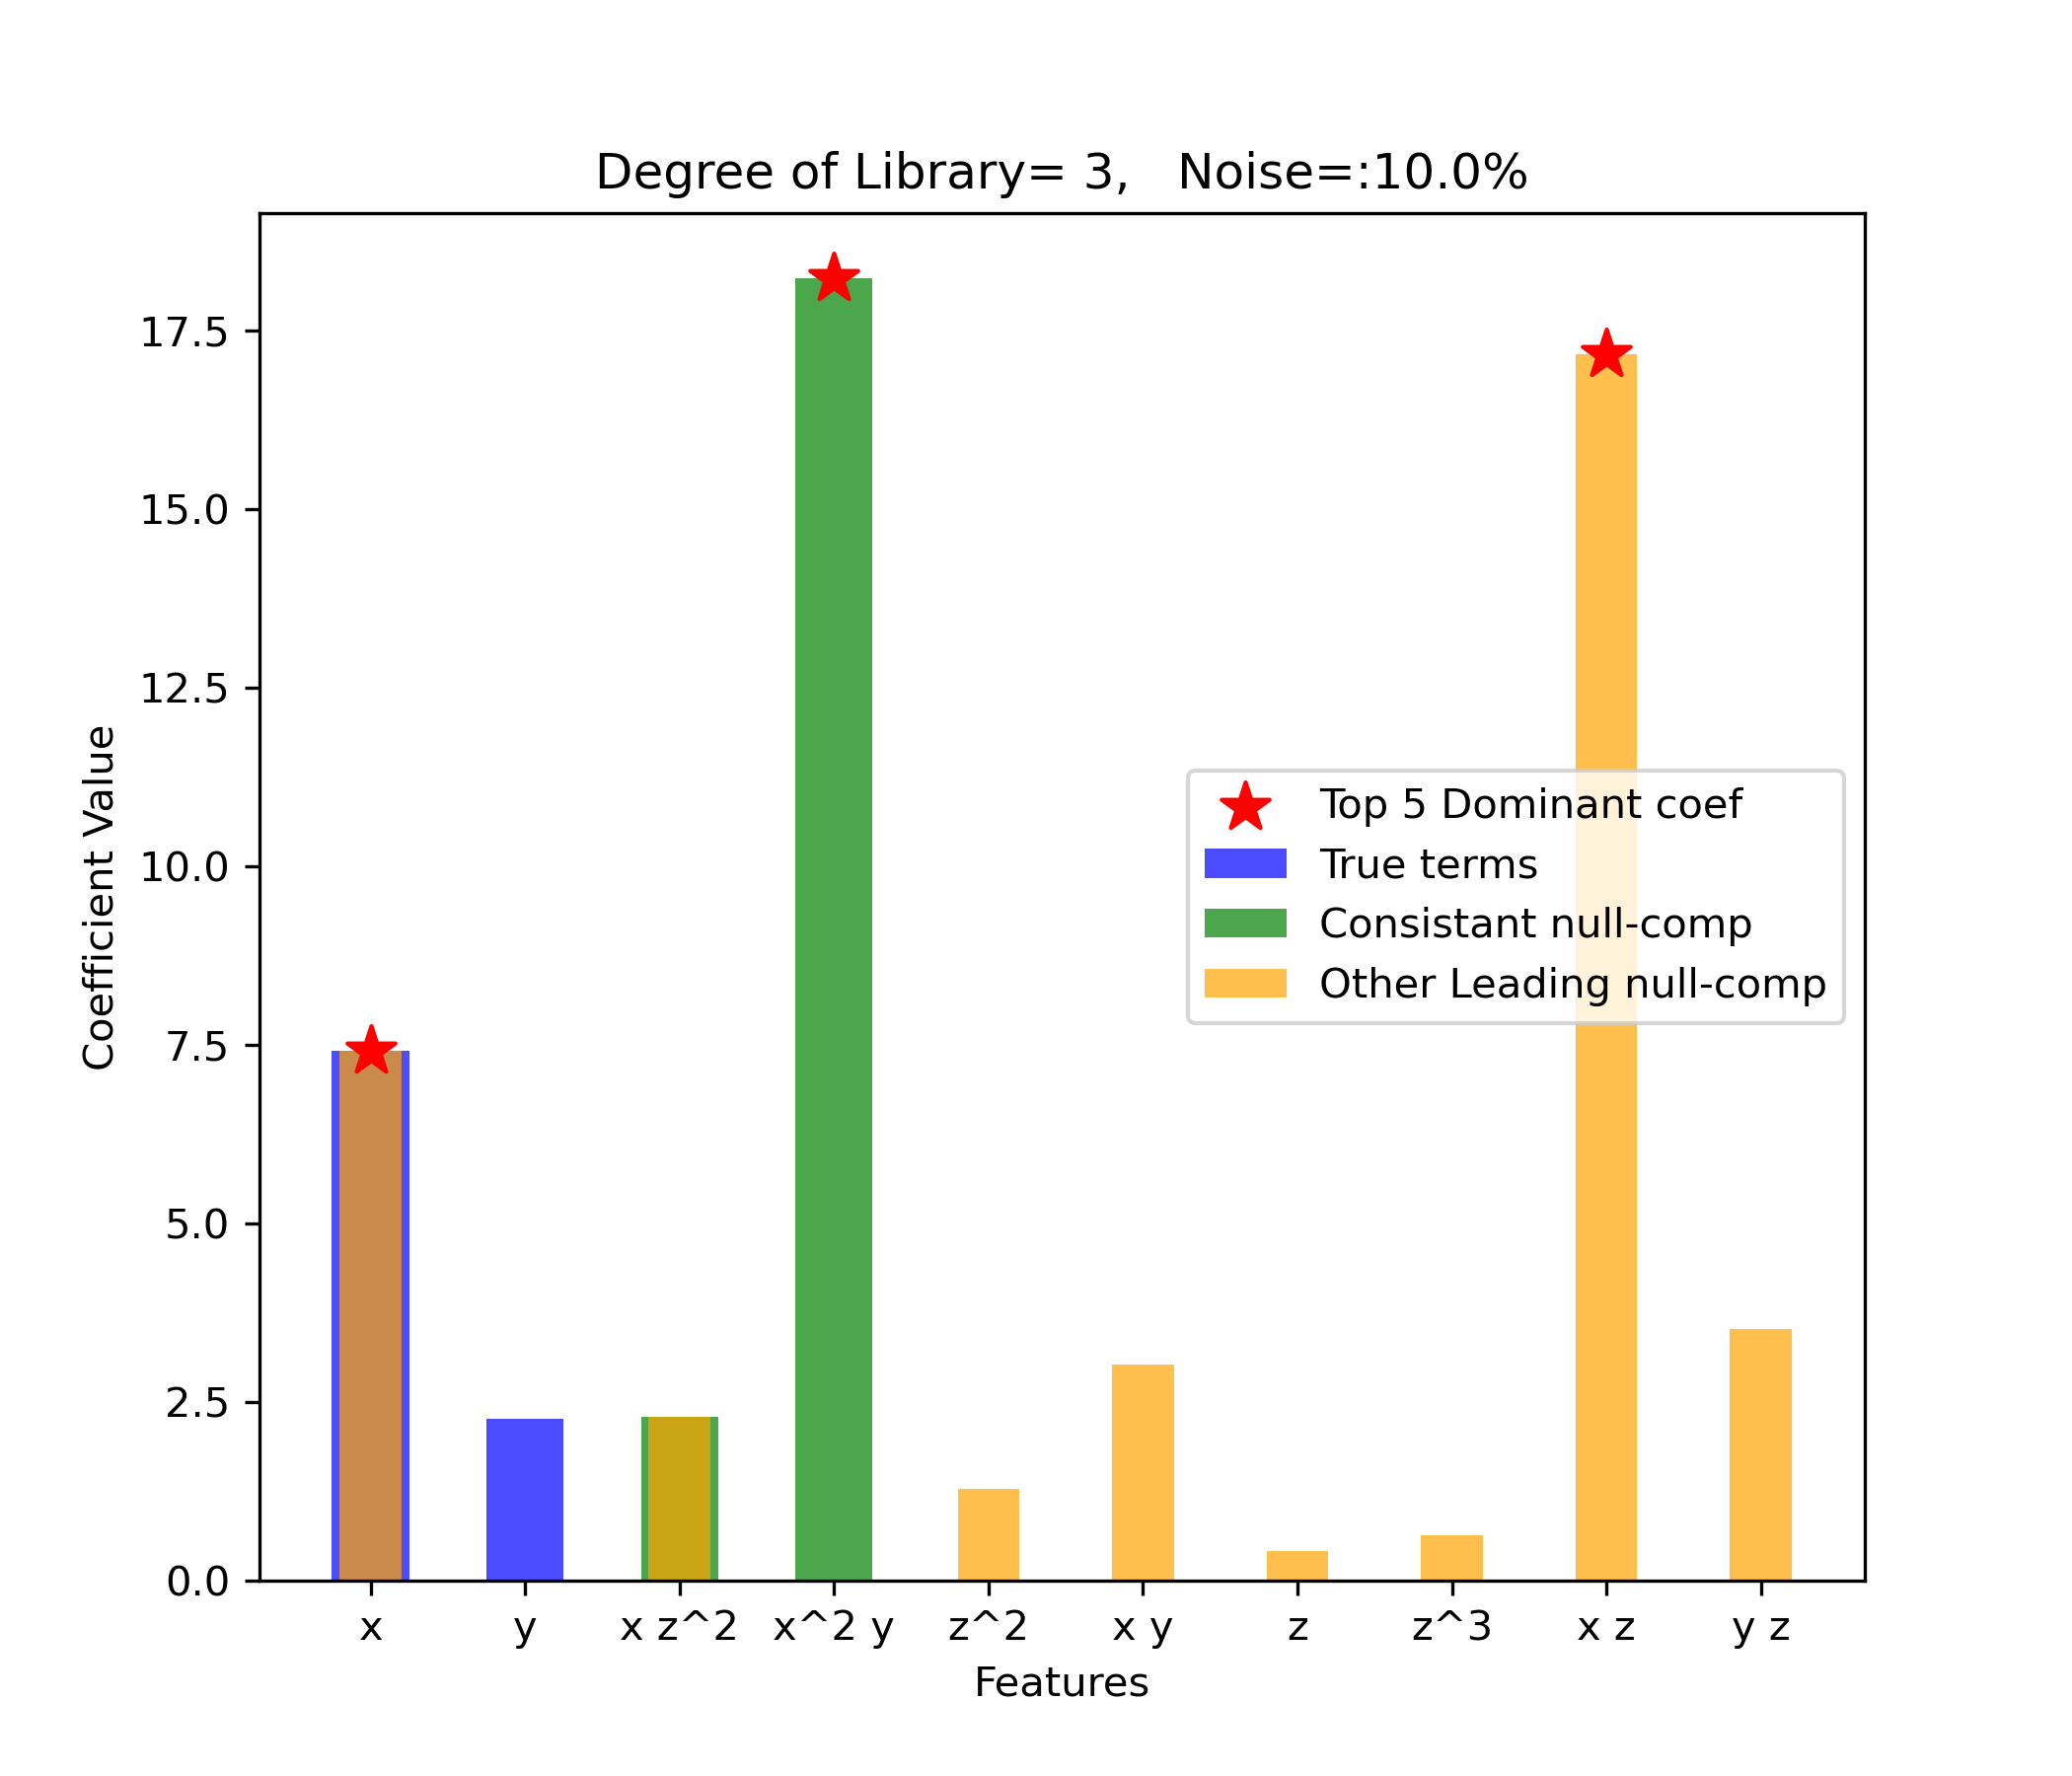 Degree of Library= 3,   Noise=:10.0%
Coefficient Value
17.5
15.0
12.5
10.0
7.5
5.0
2.5
0.0
Top 5 Dominant coef
True terms
Consistant null-comp
Other Leading null-comp
x y x z^2 x^2 y z^2 x y z z^3 x z y z
Features